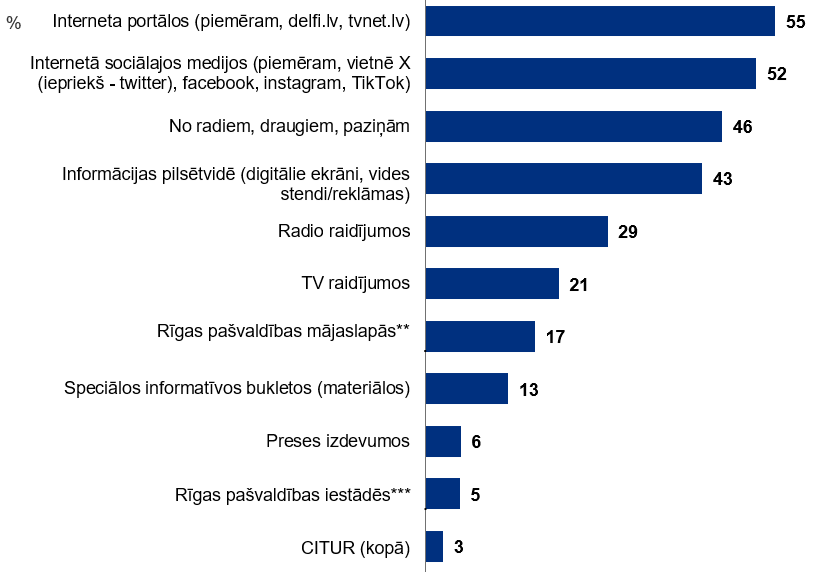 %
Interneta portālos (piemēram, delfi.lv, tvnet.lv) 55
Internetā sociālajos medijos (piemēram, vietnē X
(iepriekš - twitter), facebook, instagram, TikTok) 52
No radiem, draugiem, paziņām 46
Informācijas pilsētvidē (digitālie ekrāni, vides
stendi/reklāmas) 43
Radio raidījumos 29
TV raidījumos 21
Rīgas pašvaldības mājaslapās** 17
Speciālos informatīvos bukletos (materiālos) 13
Preses izdevumos 6
Rīgas pašvaldības iestādēs*** 5
CITUR (kopā) 3